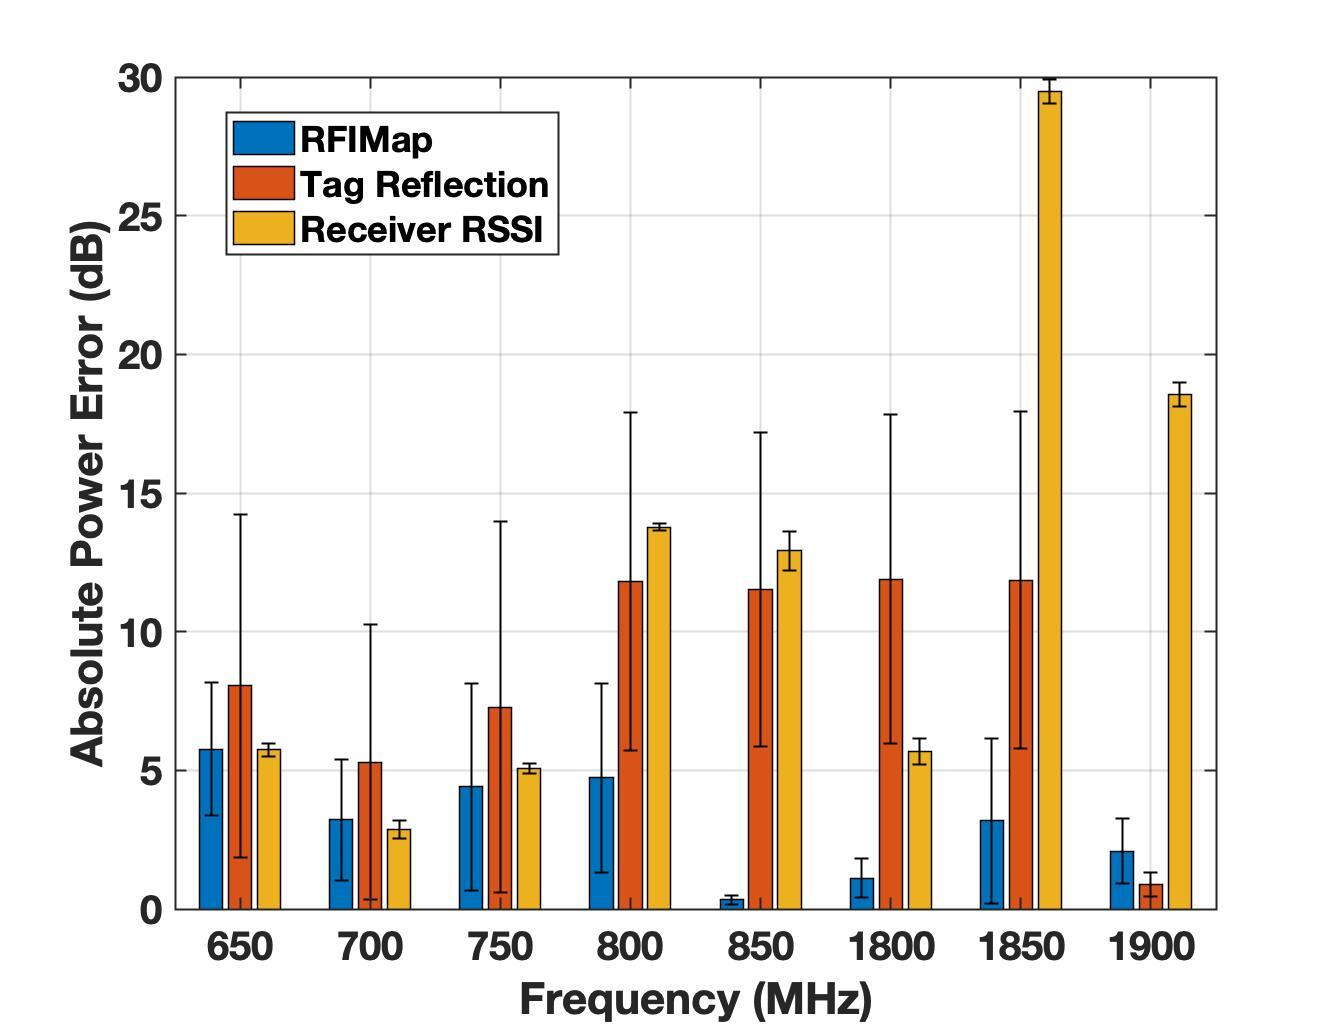 30
25
20
15
10
5
0
Absolute Power Error (dB)
RFIMap
Tag Reflection
Receiver RSSI
650 700 750 800 850 1800 1850 1900
Frequency (MHz)